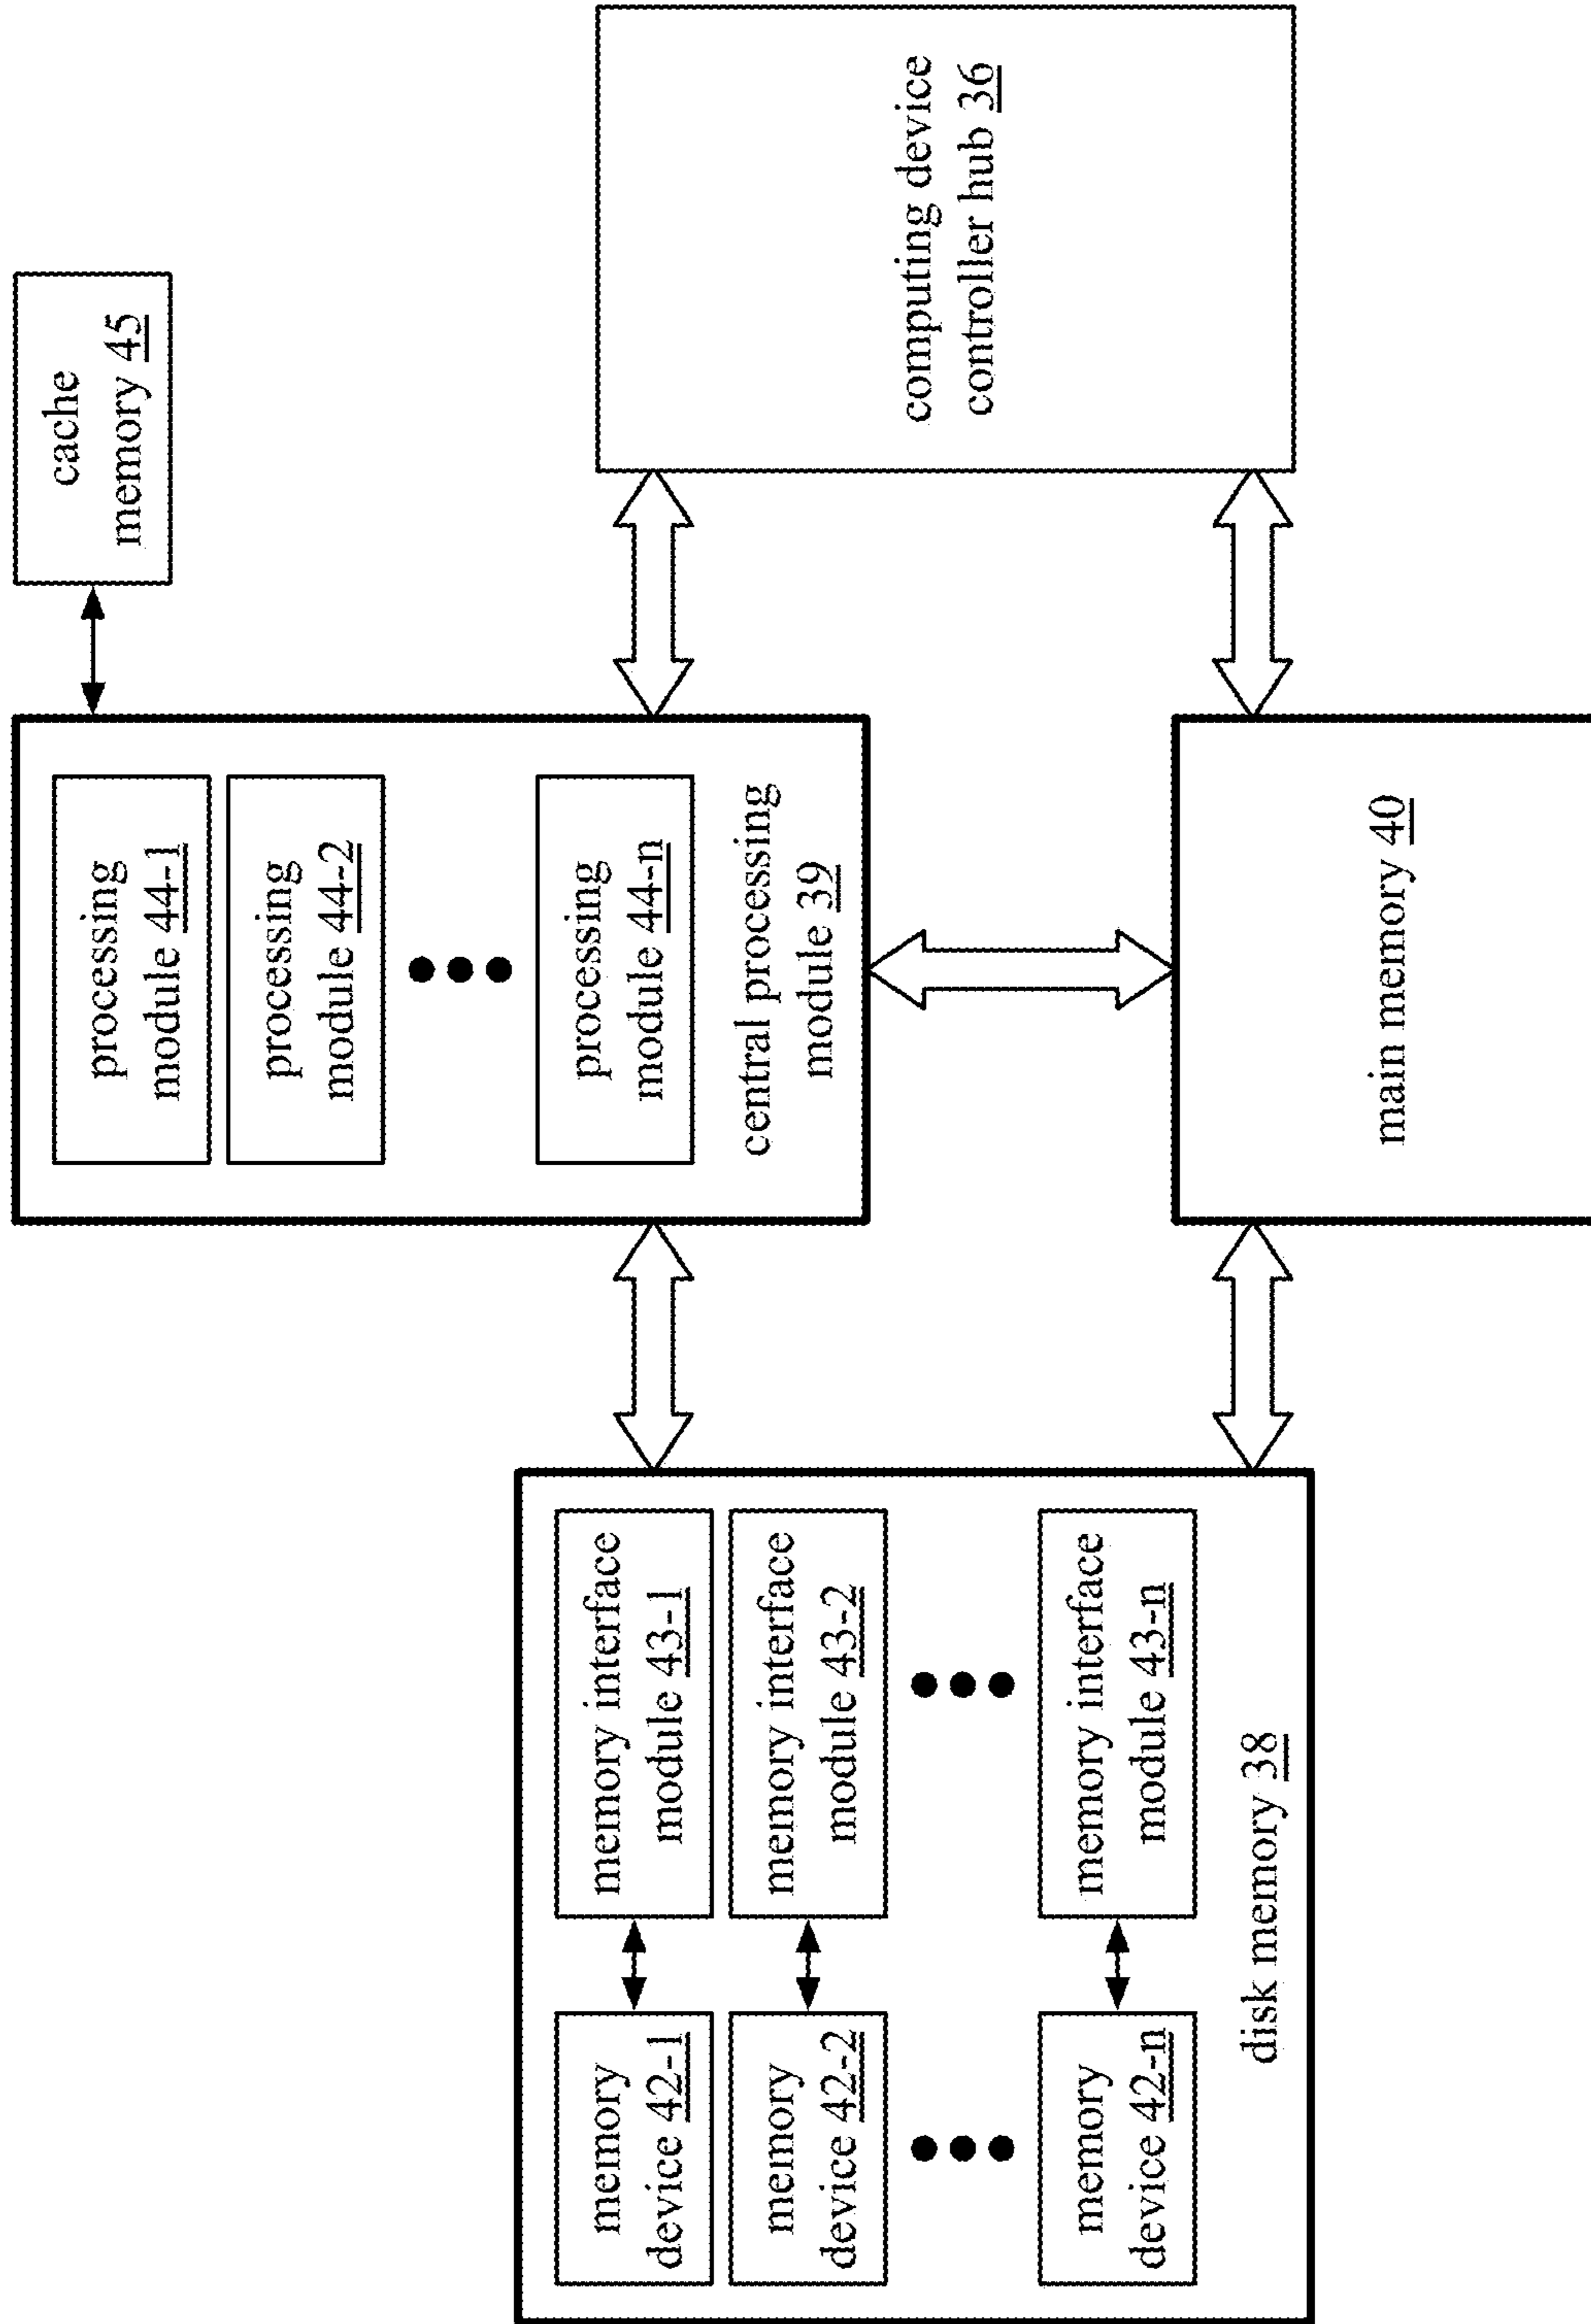 memory
device 42-1
memory
device 42-2
memory
device 42-n
memory interface
module 43-1
memory interface
module 43-2
memory interface
module 43-n
disk memory 38
processing
module 44-1
processing
module 44-2
processing
module 44-n
central processing
module 39
main memory 40
cache
memory 45
computing device
controller hub 36